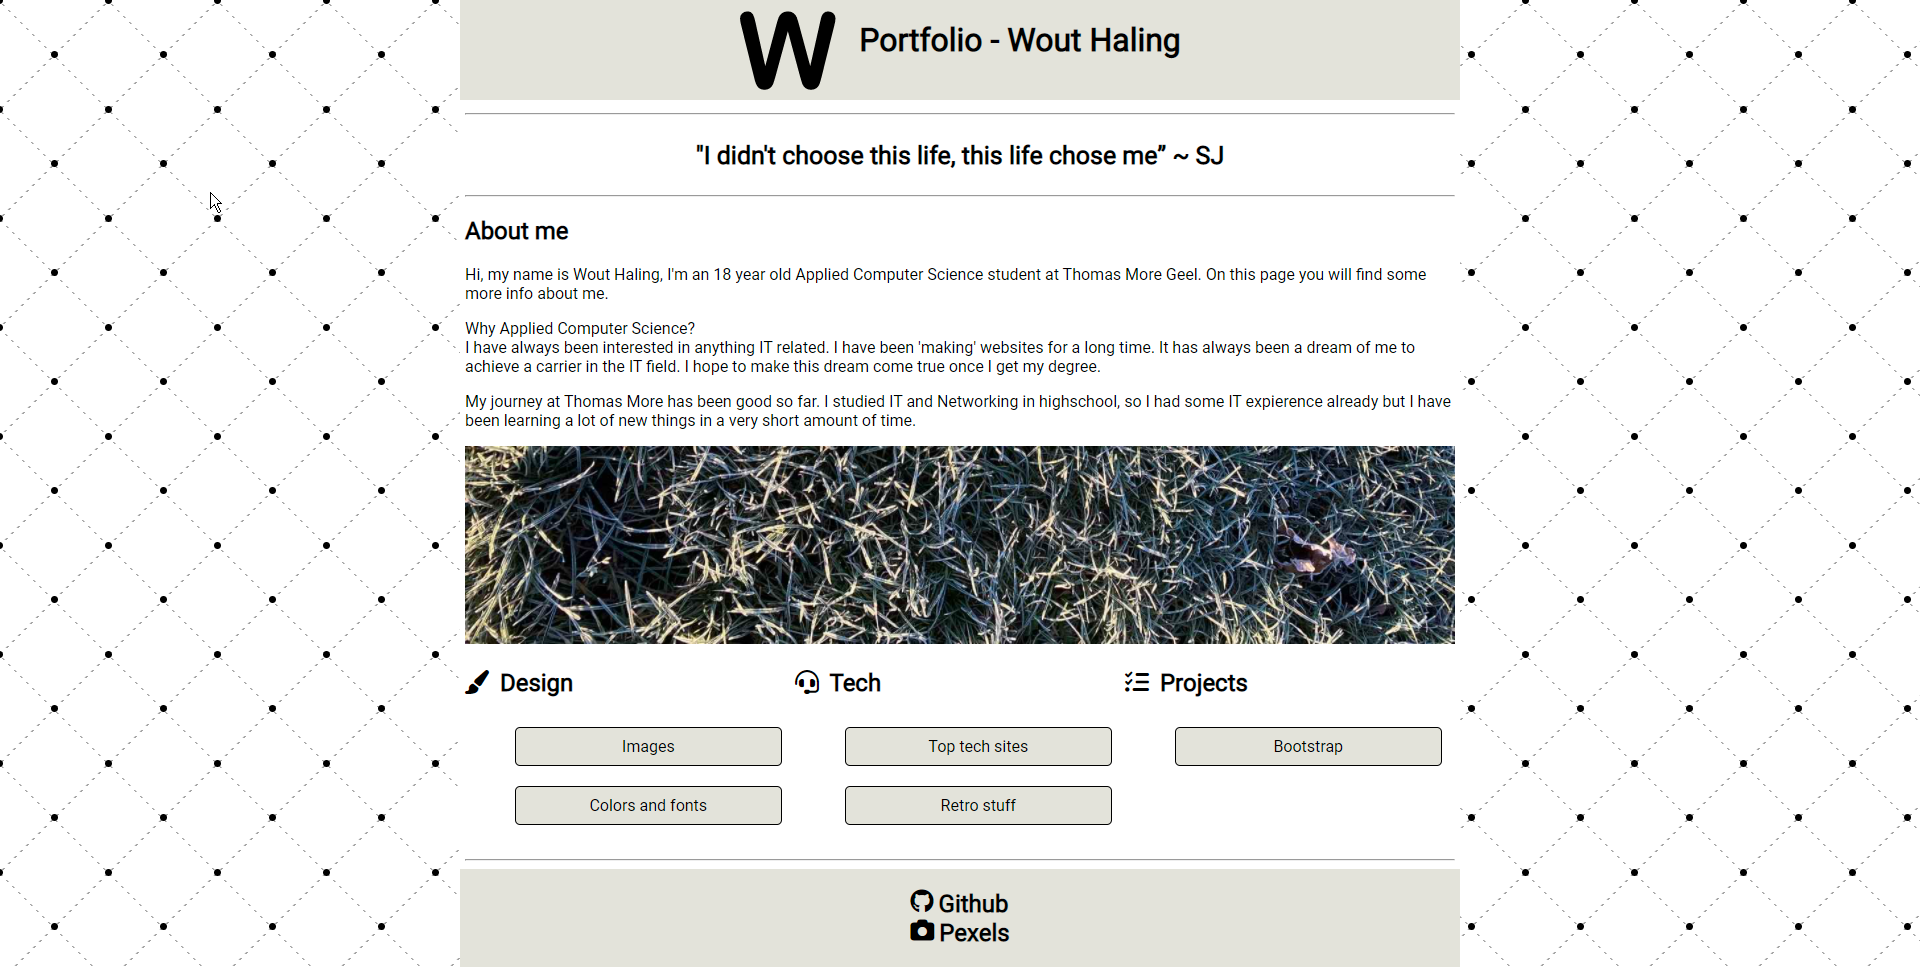 W
Portfolio - Wout Haling
"I didn't choose this life, this life chose me” ~ SJ
About me
Hi, my name is Wout Haling, I'm an 18 year old Applied Computer Science student at Thomas More Geel. On this page you will find some
more info about me.
Why Applied Computer Science?
I have always been interested in anything IT related. I have been 'making' websites for a long time. It has always been a dream of me to
achieve a carrier in the IT field. I hope to make this dream come true once I get my degree.
My journey at Thomas More has been good so far. I studied IT and Networking in highschool, so I had some IT expierence already but I have
been learning a lot of new things in a very short amount of time.
Design
Tech
Projects
Images
Top tech sites
Bootstrap
Colors and fonts
Retro stuff
Github
Pexels